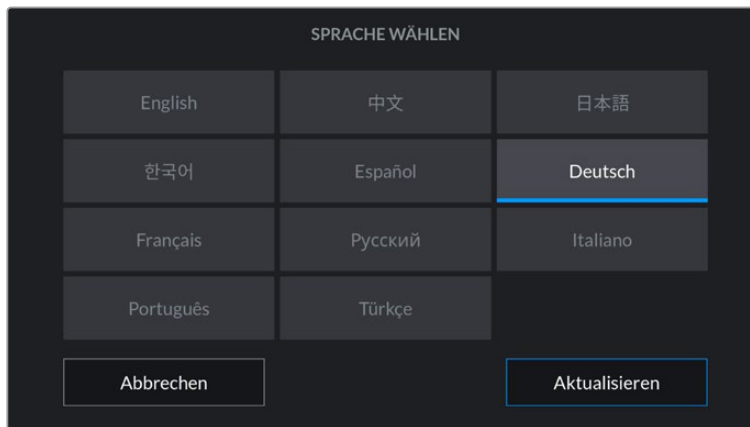 SPRACHE WÄHLEN
English 中文 日本語
한국어 Español Deutsch
Français Русский Italiano
Português Türkçe
Abbrechen Aktualisieren